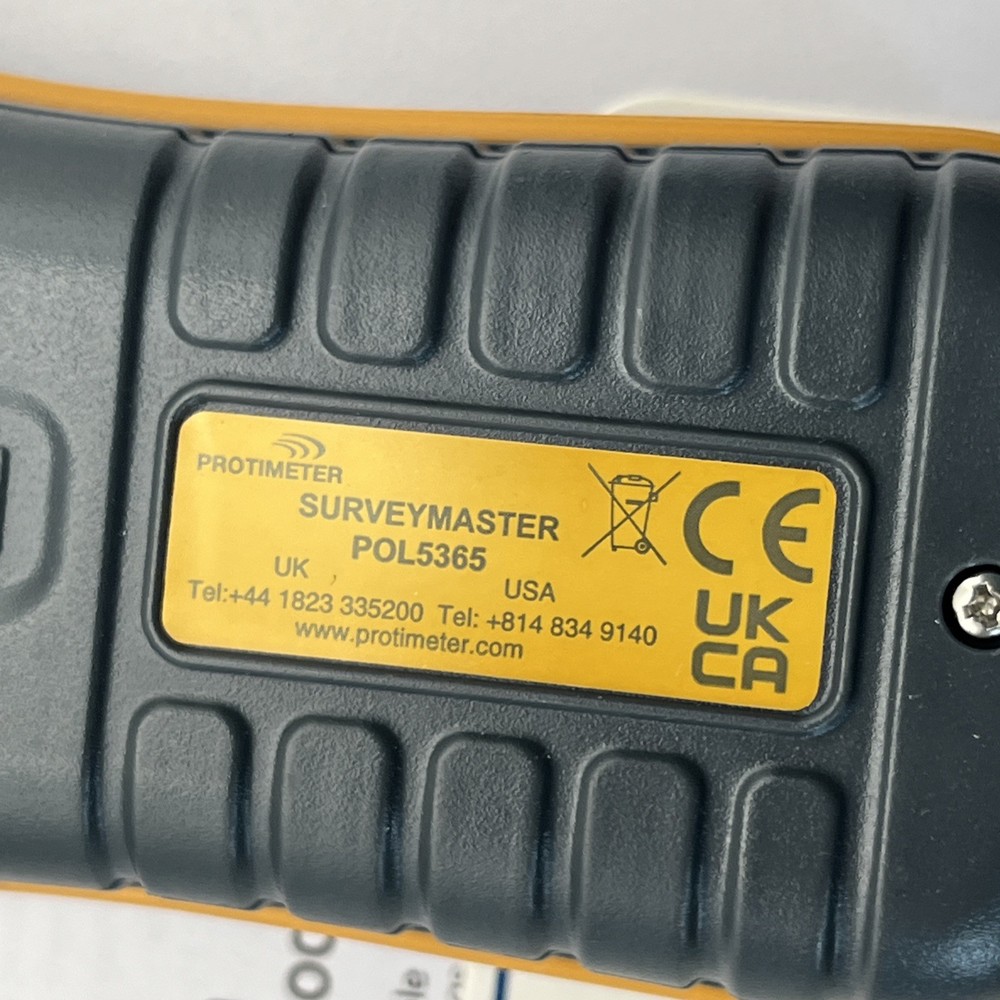 PROTIMETER
SURVEYMASTER
POL5365
UK USA
Tel:+44 1823 335200 Tel: +814 834 9140
www.protimeter.com
CE
UK
CA